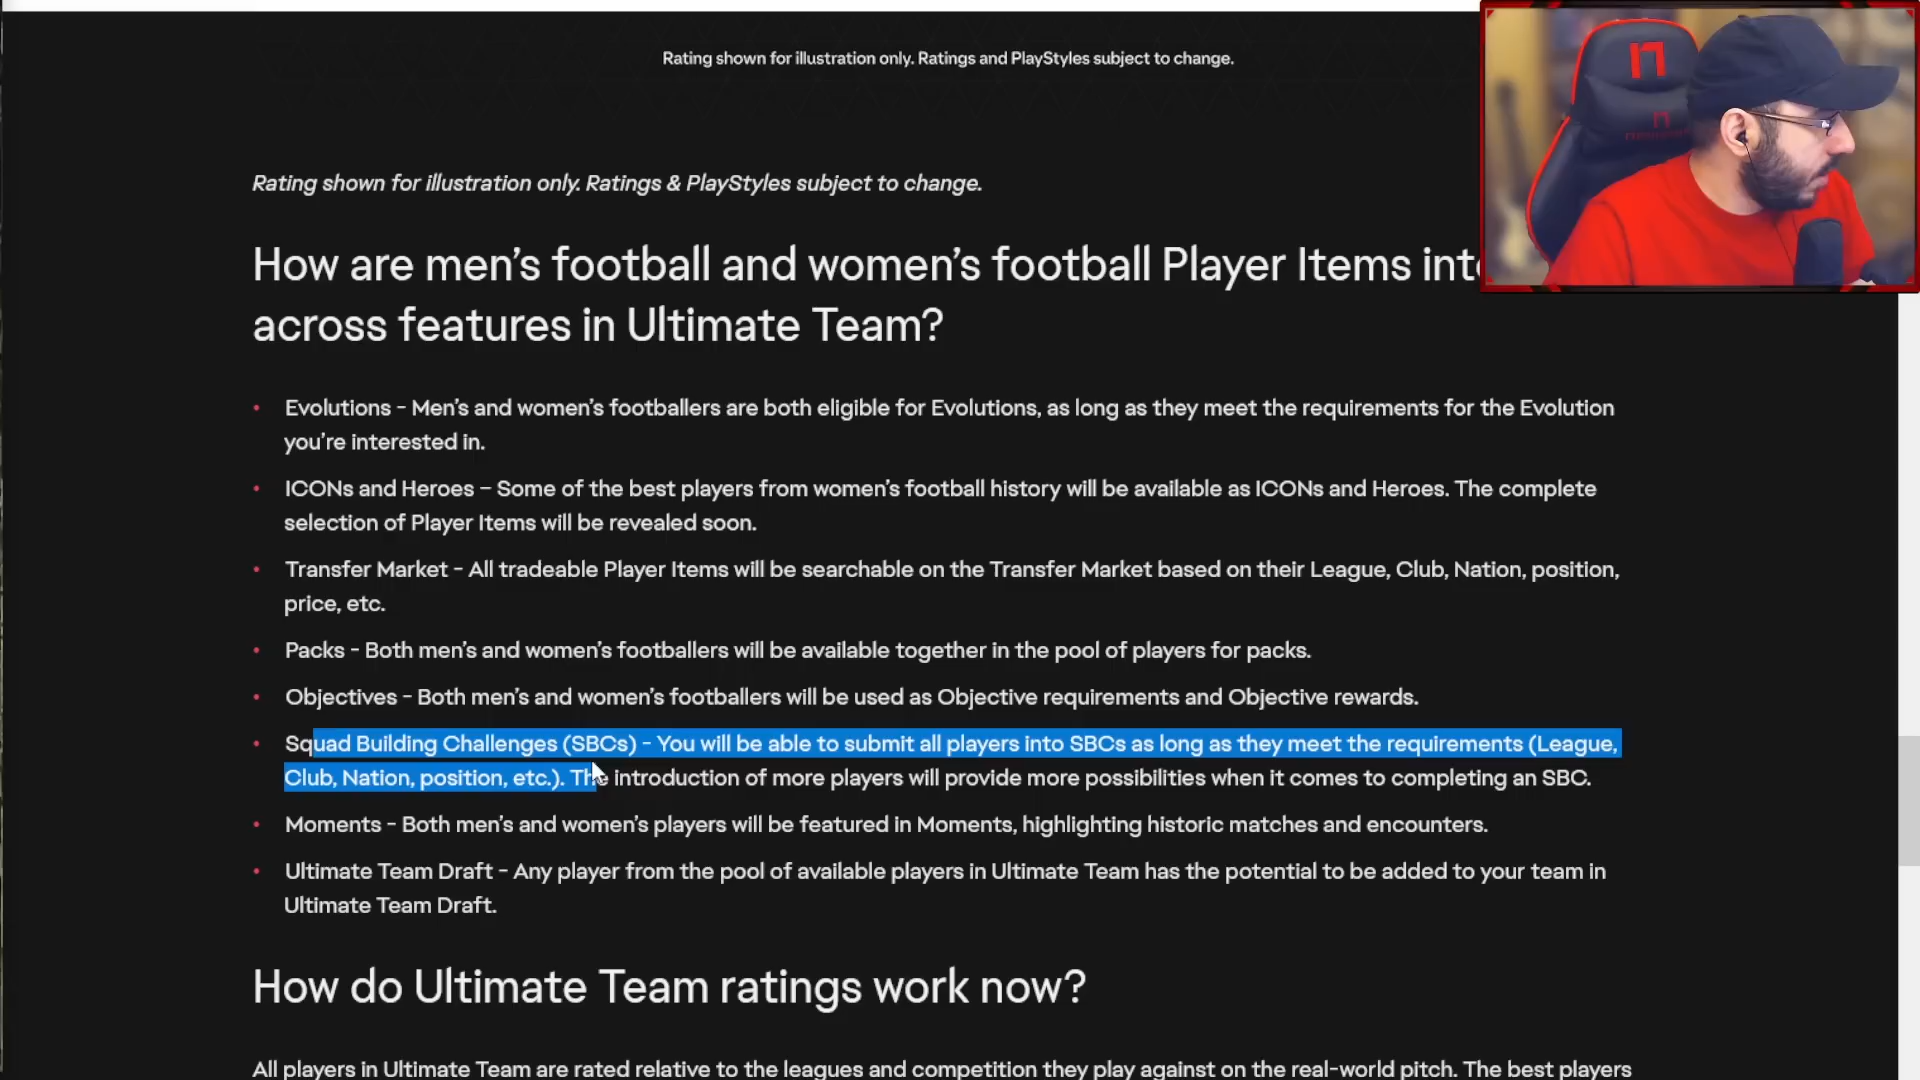 Rating shown for illustration only. Ratings and PlayStyles subject to change.
Rating shown for illustration only. Ratings & PlayStyles subject to change.
How are men's football and women's football Player Items
across features in Ultimate Team?
• Evolutions - Men's and women's footballers are both eligible for Evolutions, as long as they meet the requirements for the Evolution
you're interested in.
• ICONs and Heroes – Some of the best players from women's football history will be available as ICONs and Heroes. The complete
selection of Player Items will be revealed soon.
• Transfer Market - All tradeable Player Items will be searchable on the Transfer Market based on their League, Club, Nation, position,
price, etc.
• Packs - Both men's and women's footballers will be available together in the pool of players for packs.
• Objectives - Both men's and women's footballers will be used as Objective requirements and Objective rewards.
• Squad Building Challenges (SBCs) - You will be able to submit all players into SBCs as long as they meet the requirements (League,
Club, Nation, position, etc.). The introduction of more players will provide more possibilities when it comes to completing an SBC.
• Moments - Both men's and women's players will be featured in Moments, highlighting historic matches and encounters.
• Ultimate Team Draft - Any player from the pool of available players in Ultimate Team has the potential to be added to your team in
Ultimate Team Draft.
How do Ultimate Team ratings work now?
All players in Ultimate Team are rated relative to the leagues and competition they play against on the real-world pitch. The best players